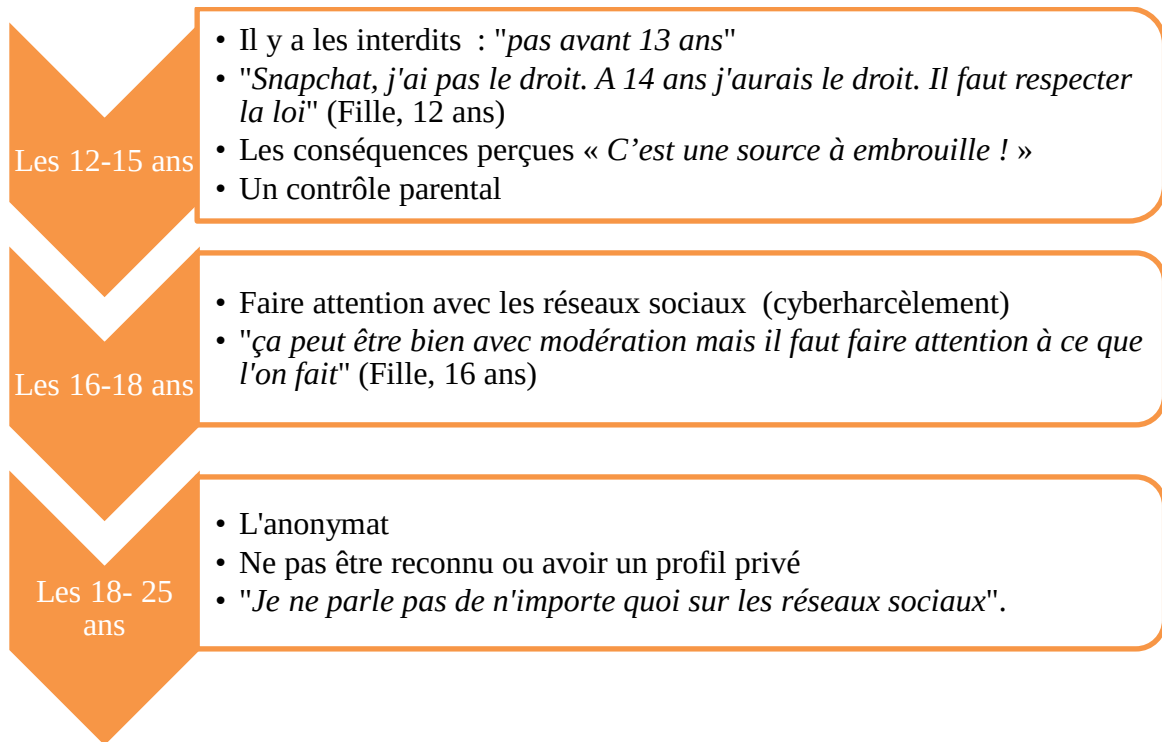 Les 12-15 ans
• Il y a les interdits  : "pas avant 13 ans"
• "Snapchat, j'ai pas le droit. A 14 ans j'aurais le droit. Il faut respecter
la loi" (Fille, 12 ans)
• Les conséquences perçues « C’est une source à embrouille ! »
• Un contrôle parental
Les 16-18 ans
• Faire attention avec les réseaux sociaux  (cyberharcèlement)
• "ça peut être bien avec modération mais il faut faire attention à ce que
l'on fait" (Fille, 16 ans)
Les 18- 25
ans
• L'anonymat
• Ne pas être reconnu ou avoir un profil privé
• "Je ne parle pas de n'importe quoi sur les réseaux sociaux".